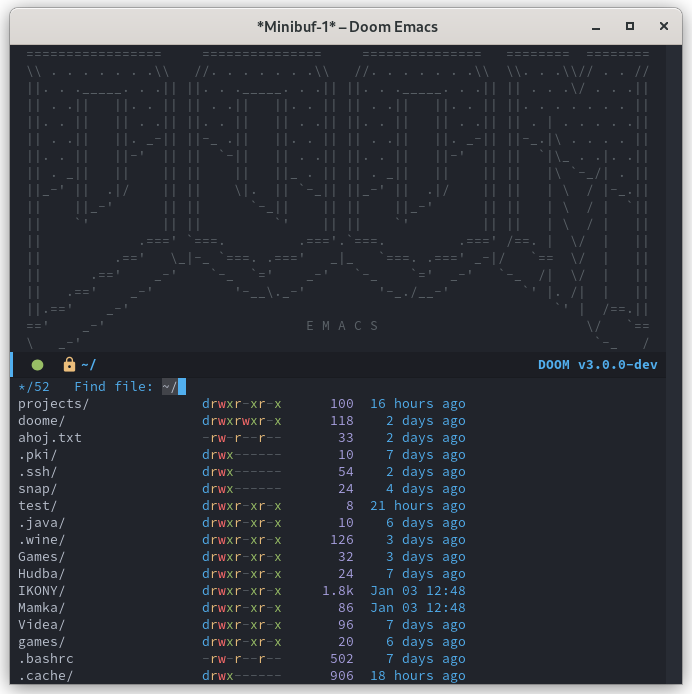 *Minibuf-1* – Doom Emacs
E M A C S
~/ DOOM v3.0.0-dev
*/52 Find file: ~/
projects/ drwxr-xr-x 100 16 hours ago
doome/ drwxrwxr-x 118 2 days ago
ahoj.txt -rw-r--r-- 33 2 days ago
.pki/ drwx------ 10 7 days ago
.ssh/ drwx------ 54 2 days ago
snap/ drwx------ 24 4 days ago
test/ drwxr-xr-x 8 21 hours ago
.java/ drwxr-xr-x 10 6 days ago
.wine/ drwxr-xr-x 126 3 days ago
Games/ drwxr-xr-x 32 3 days ago
Hudba/ drwxr-xr-x 24 7 days ago
IKONY/ drwxr-xr-x 1.8k Jan 03 12:48
Mamka/ drwxr-xr-x 86 Jan 03 12:48
Videa/ drwxr-xr-x 96 7 days ago
games/ drwxr-xr-x 20 6 days ago
.bashrc -rw-r--r-- 502 7 days ago
.cache/ drwx------ 906 18 hours ago